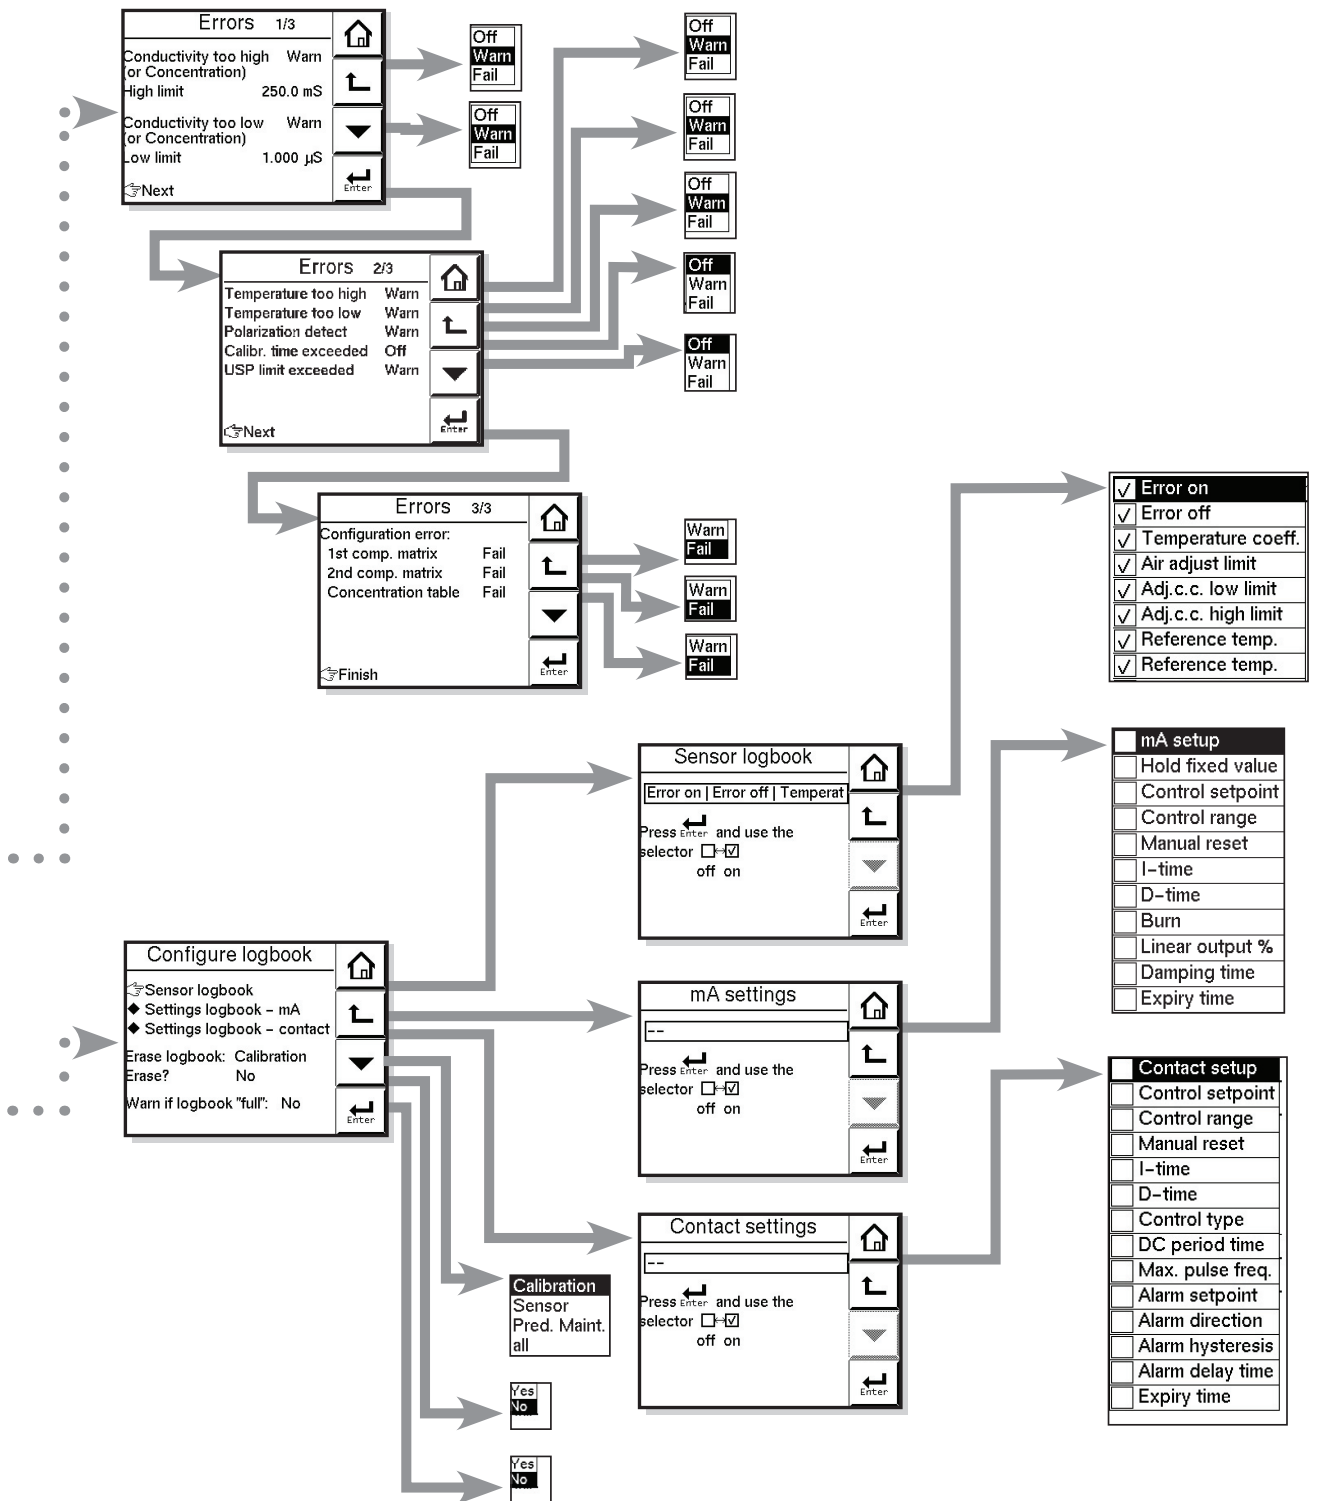 Errors 1/3
Conductivity too high Warn
(or Concentration)
High limit 250.0 mS
Conductivity too low Warn
(or Concentration)
Low limit 1.000 µS
Next
Enter
Off
Warn
Fail
Off
Warn
Fail
Off
Warn
Fail
Off
Warn
Fail
Off
Warn
Fail
Off
Warn
Fail
Off
Warn
Fail
Errors 2/3
Temperature too high Warn
Temperature too low Warn
Polarization detect Warn
Calibr. time exceeded Off
USP limit exceeded Warn
Next
Enter
Errors 3/3
Configuration error:
1st comp. matrix Fail
2nd comp. matrix Fail
Concentration table Fail
Finish
Enter
Warn
Fail
Warn
Fail
Warn
Fail
Configure logbook
Sensor logbook
Settings logbook – mA
Settings logbook – contact
Erase logbook: Calibration
Erase? No
Warn if logbook "full": No
Enter
Sensor logbook
Error on | Error off | Temperat
Press Enter and use the
selector
off on
Enter
mA settings
--
Press Enter and use the
selector
off on
Enter
Contact settings
--
Press Enter and use the
selector
off on
Enter
Calibration
Sensor
Pred. Maint.
all
Yes
No
Yes
No
Error on
Error off
Temperature coeff.
Air adjust limit
Adj.c.c. low limit
Adj.c.c. high limit
Reference temp.
Reference temp.
mA setup
Hold fixed value
Control setpoint
Control range
Manual reset
I–time
D–time
Burn
Linear output %
Damping time
Expiry time
Contact setup
Control setpoint
Control range
Manual reset
I–time
D–time
Control type
DC period time
Max. pulse freq.
Alarm setpoint
Alarm direction
Alarm hysteresis
Alarm delay time
Expiry time